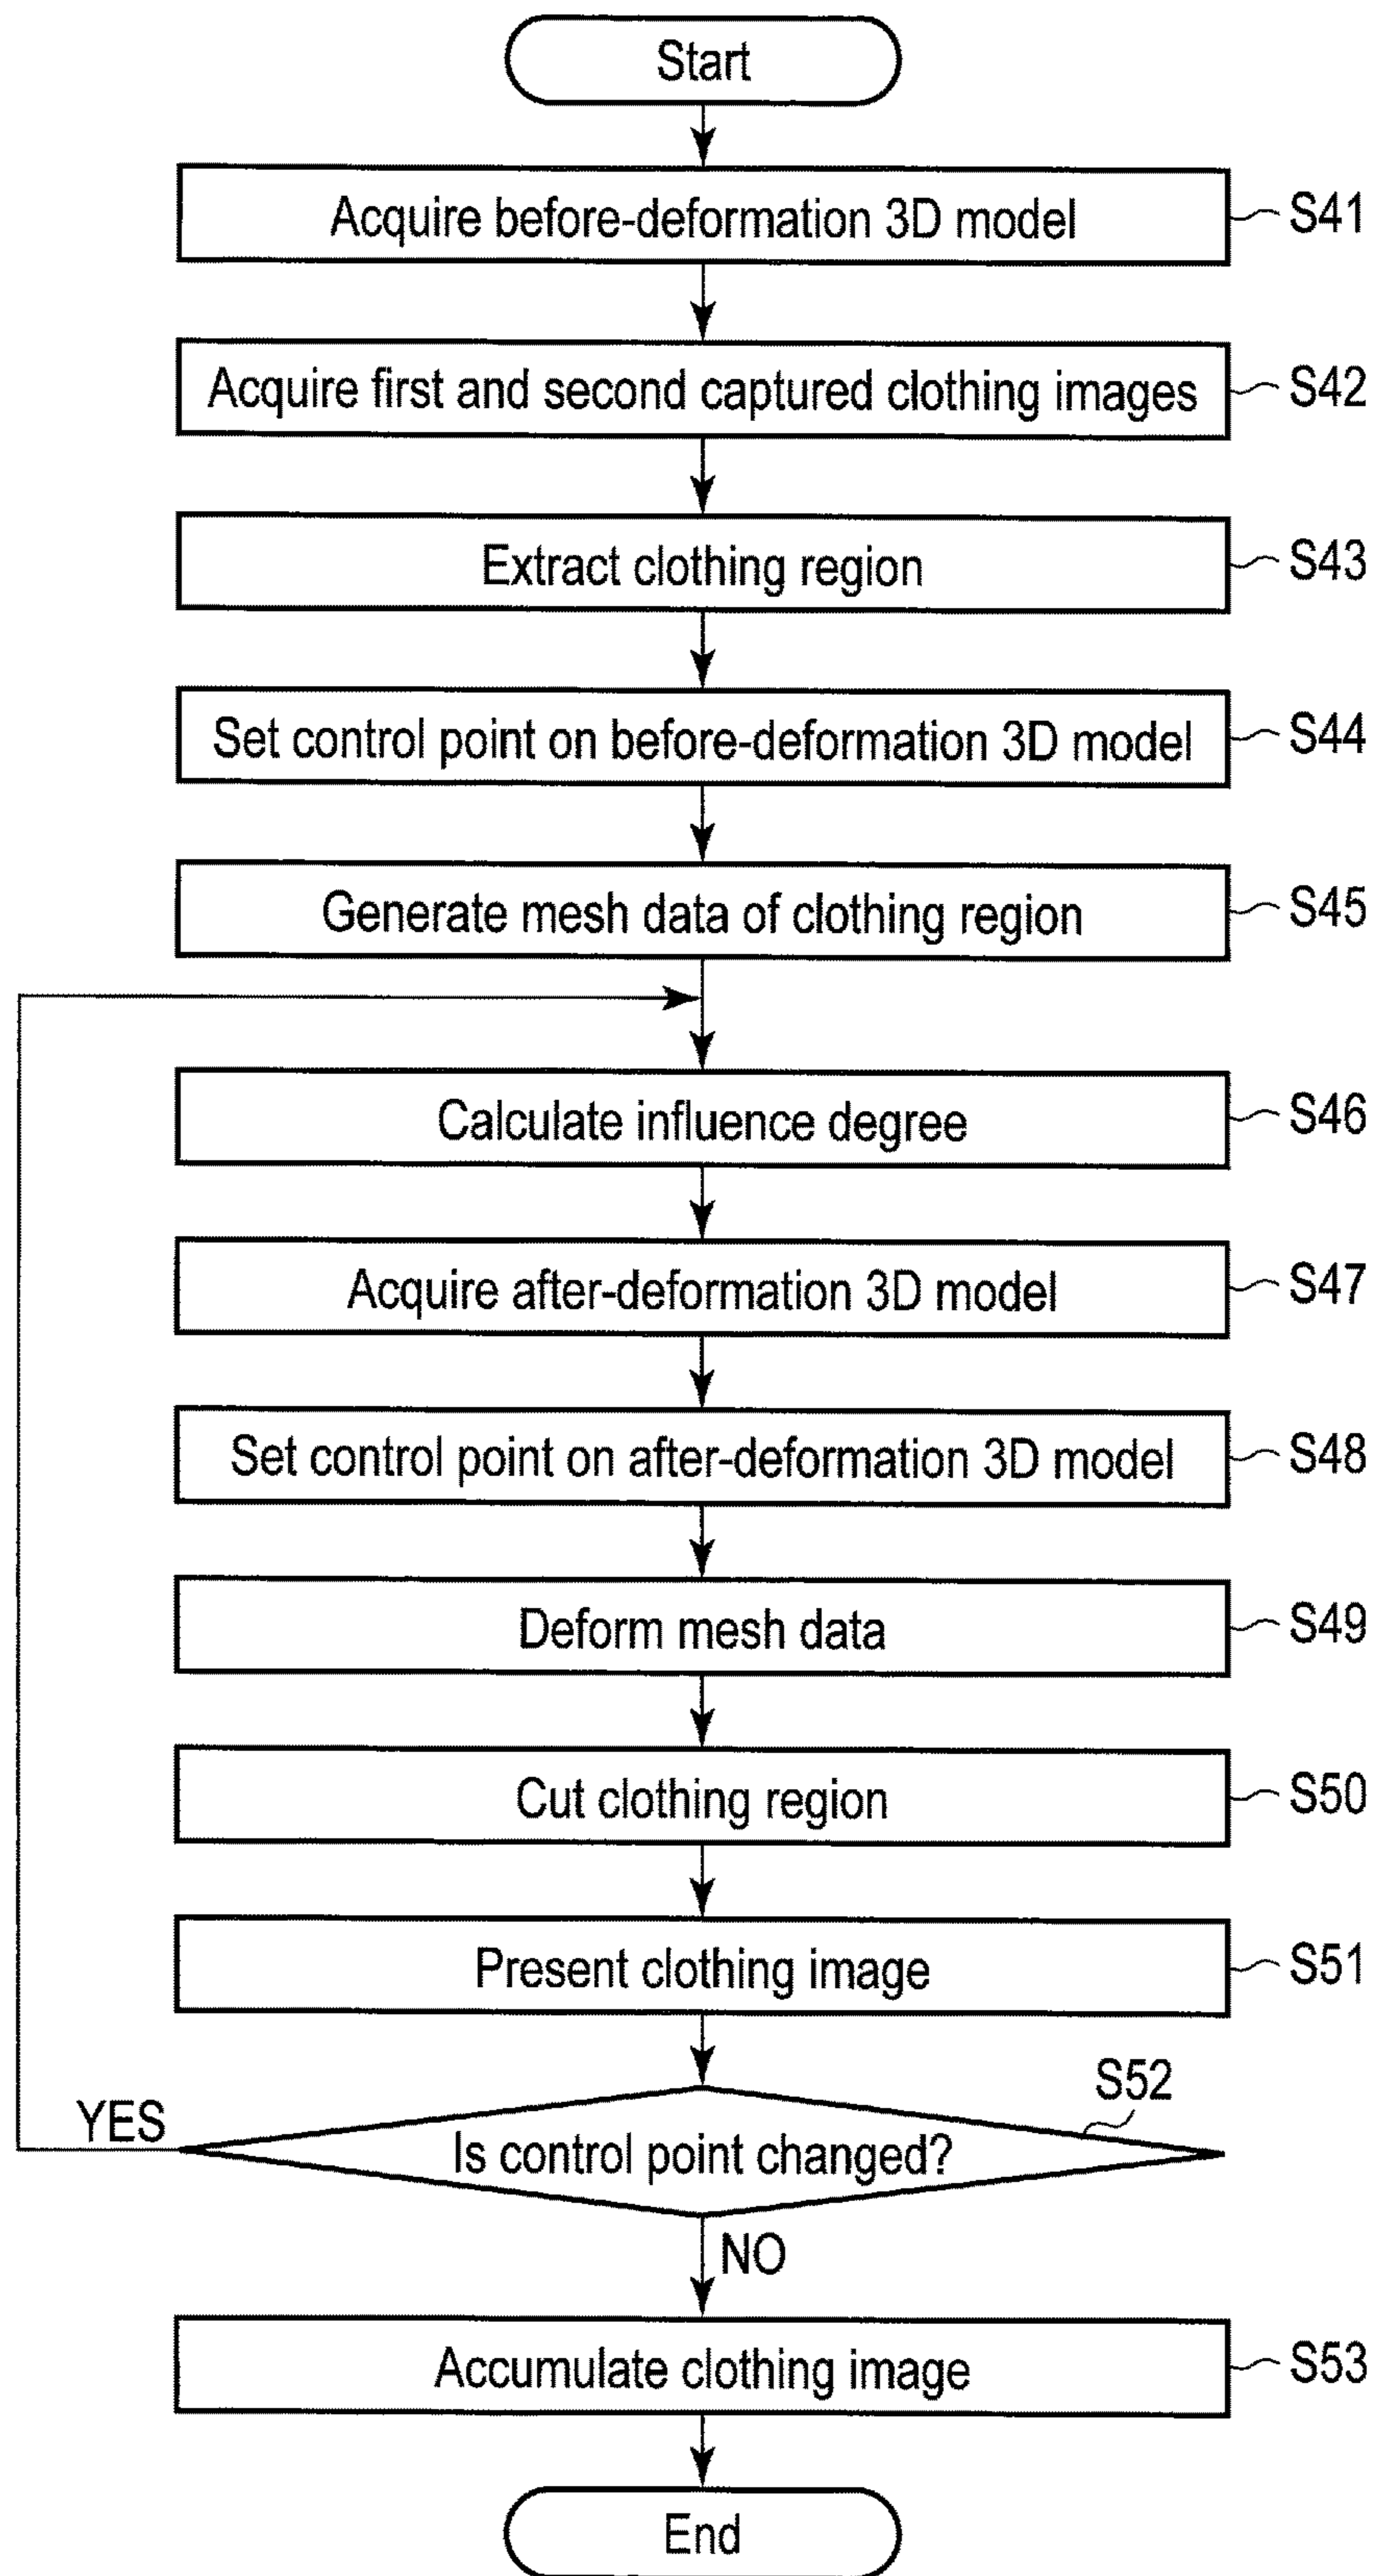 Start
Acquire before-deformation 3D model
S41
Acquire first and second captured clothing images
S42
Extract clothing region
S43
Set control point on before-deformation 3D model
S44
Generate mesh data of clothing region
S45
Calculate influence degree
S46
Acquire after-deformation 3D model
S47
Set control point on after-deformation 3D model
S48
Deform mesh data
S49
Cut clothing region
S50
Present clothing image
S51
S52
YES
Is control point changed?
NO
Accumulate clothing image
S53
End